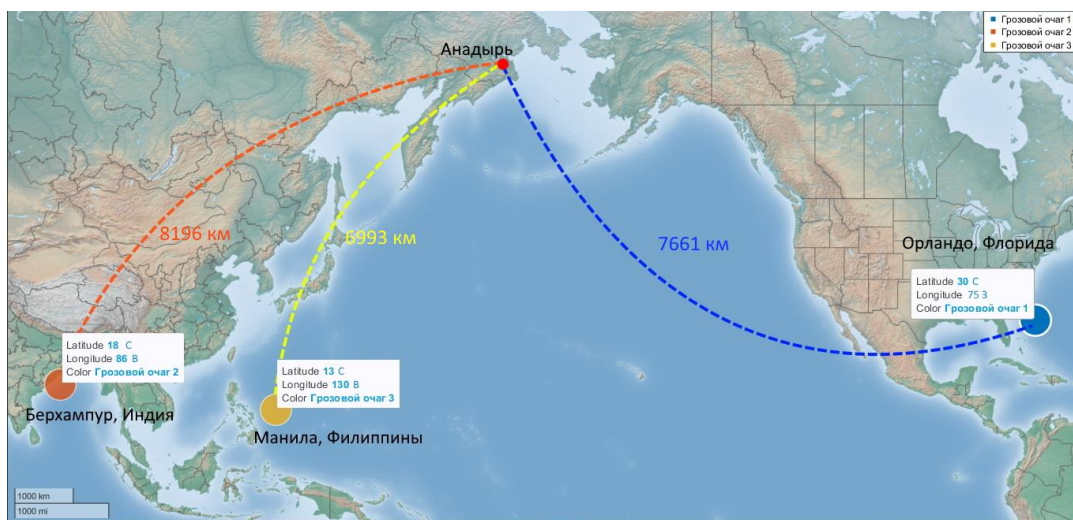 Грозовой очаг 1
Грозовой очаг 2
Грозовой очаг 3
Анадырь
8196 км
6993 км
7661 км
Орландо, Флорида
Latitude 30 С
Longitude 75 З
Color Грозовой очаг 1
Latitude 18 С
Longitude 86 В
Color Грозовой очаг 2
Берхампур, Индия
Latitude 13 С
Longitude 130 В
Color Грозовой очаг 3
Манила, Филиппины
1000 km
1000 mi